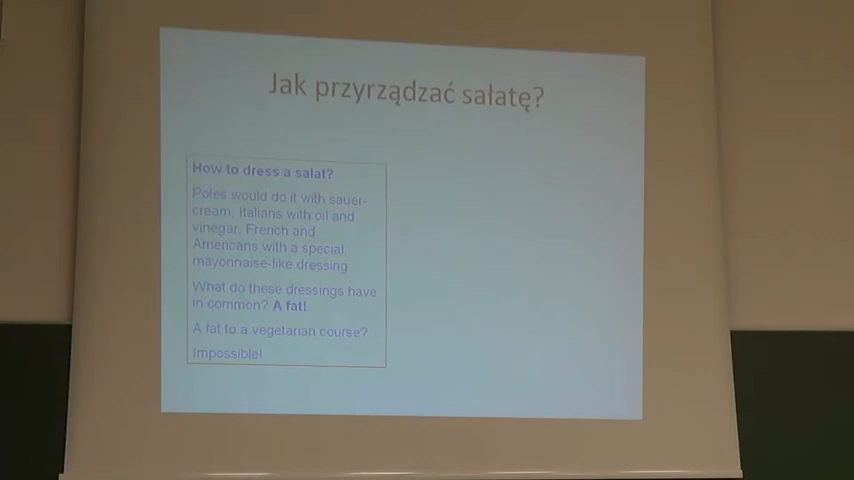 Jak przyrządzać sałatę?
How to dress a salat?
Poles would do it with sauer-
cream, Italians with oil and
vinegar, French and
Americans with a special,
mayonnaise-like dressing
What do these dressings have
in common? A fat!
A fat to a vegetarian course?
Impossible!